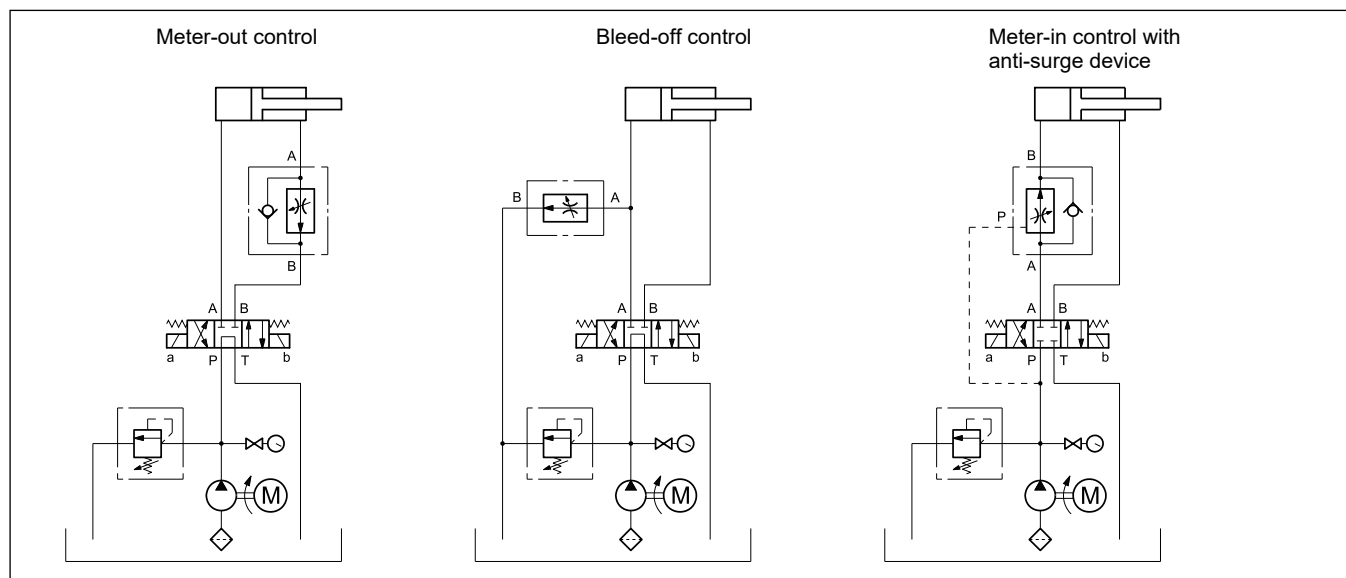 Meter-out control
A
B
A B
a P T b
M
Bleed-off control
B A
A B
a P T b
M
Meter-in control with
anti-surge device
B
P
A
A B
a P T b
M